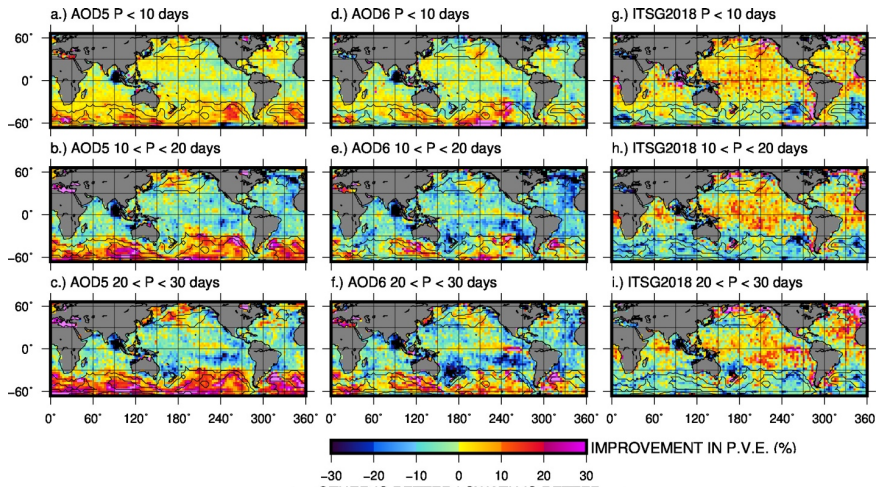 a.) AOD5 P < 10 days
d.) AOD6 P < 10 days
g.) ITSG2018 P < 10 days
60°
0°
−60°
b.) AOD5 10 < P < 20 days
e.) AOD6 10 < P < 20 days
h.) ITSG2018 10 < P < 20 days
60°
0°
−60°
c.) AOD5 20 < P < 30 days
f.) AOD6 20 < P < 30 days
i.) ITSG2018 20 < P < 30 days
60°
0°
−60°
0° 60° 120° 180° 240° 300° 360° 60° 120° 180° 240° 300° 360° 60° 120° 180° 240° 300° 360
IMPROVEMENT IN P.V.E. (%)
−30 −20 −10 0 10 20 30